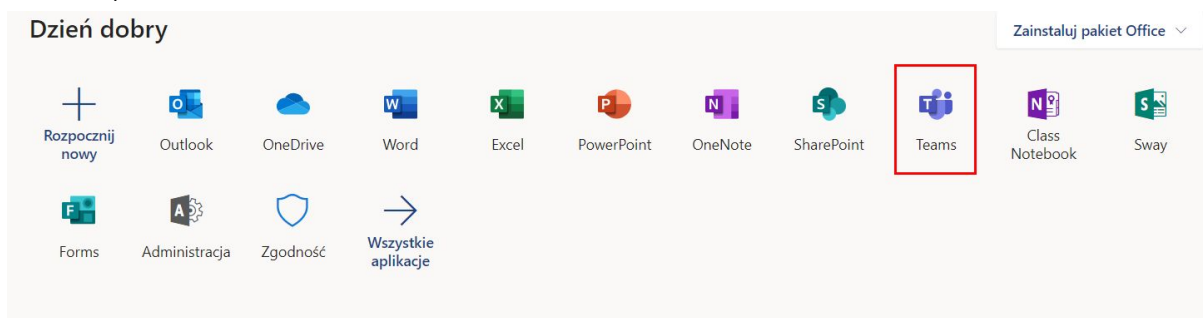 Dzień dobry
Zainstaluj pakiet Office
Rozpocznij
nowy
Outlook
OneDrive
Word
Excel
PowerPoint
OneNote
SharePoint
Teams
Class
Notebook
Sway
Forms
Administracja
Zgodność
Wszystkie
aplikacje